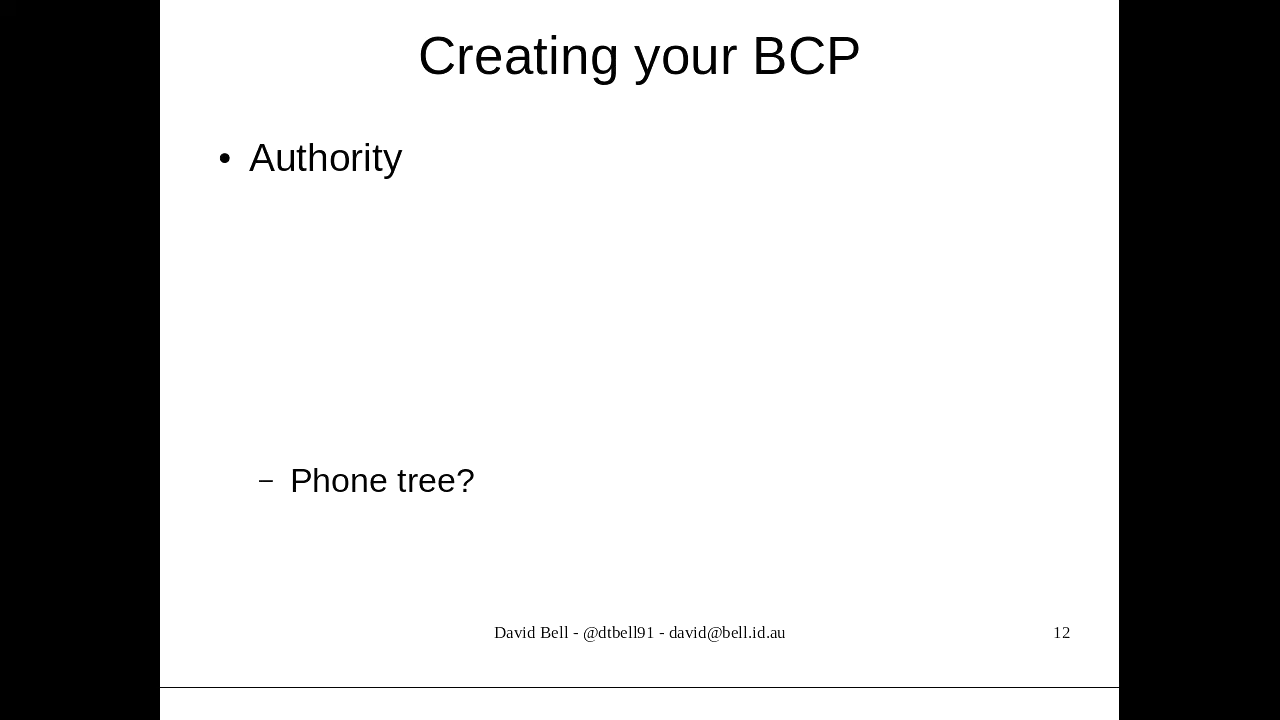 Creating your BCP
• Authority
– Phone tree?
David Bell - @dtbell91 - david@bell.id.au
12